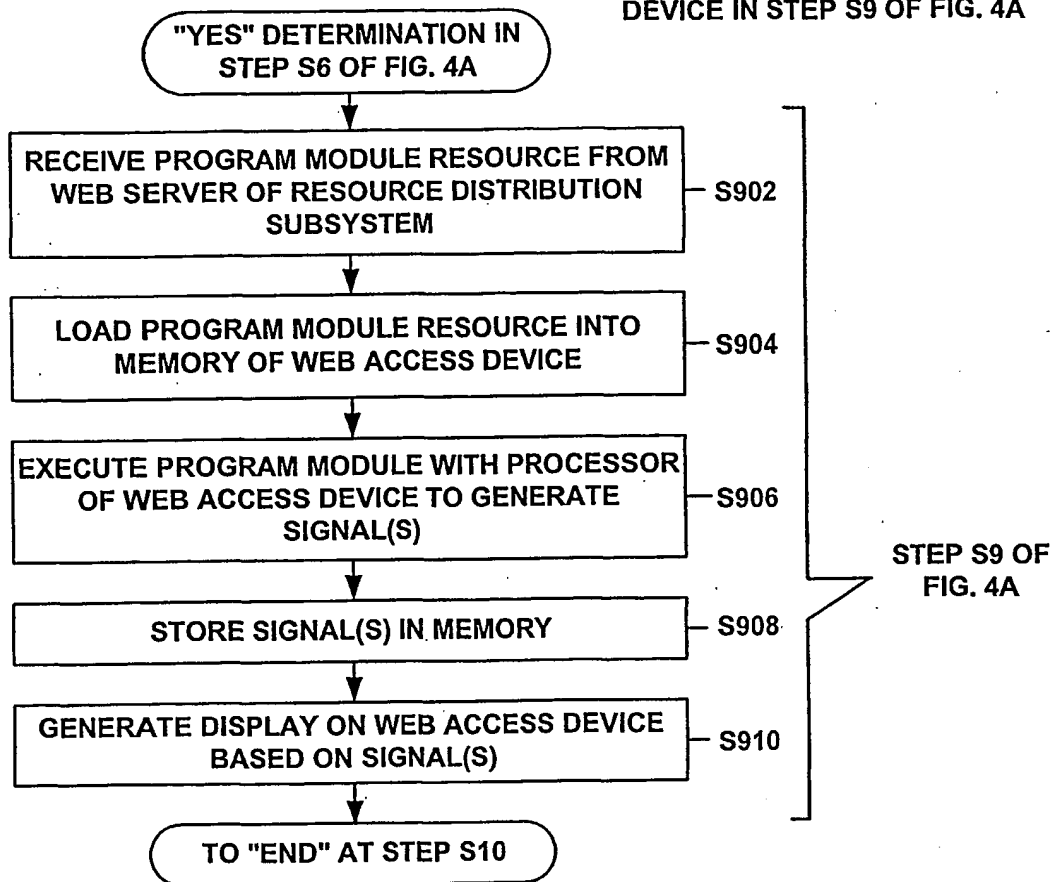 DEVICE IN STEP S9 OF FIG. 4A
"YES" DETERMINATION IN
STEP S6 OF FIG. 4A
RECEIVE PROGRAM MODULE RESOURCE FROM
WEB SERVER OF RESOURCE DISTRIBUTION
SUBSYSTEM
S902
LOAD PROGRAM MODULE RESOURCE INTO
MEMORY OF WEB ACCESS DEVICE
S904
EXECUTE PROGRAM MODULE WITH PROCESSOR
OF WEB ACCESS DEVICE TO GENERATE
SIGNAL(S)
S906
STORE SIGNAL(S) IN MEMORY
S908
GENERATE DISPLAY ON WEB ACCESS DEVICE
BASED ON SIGNAL(S)
S910
TO "END" AT STEP S10
STEP S9 OF
FIG. 4A